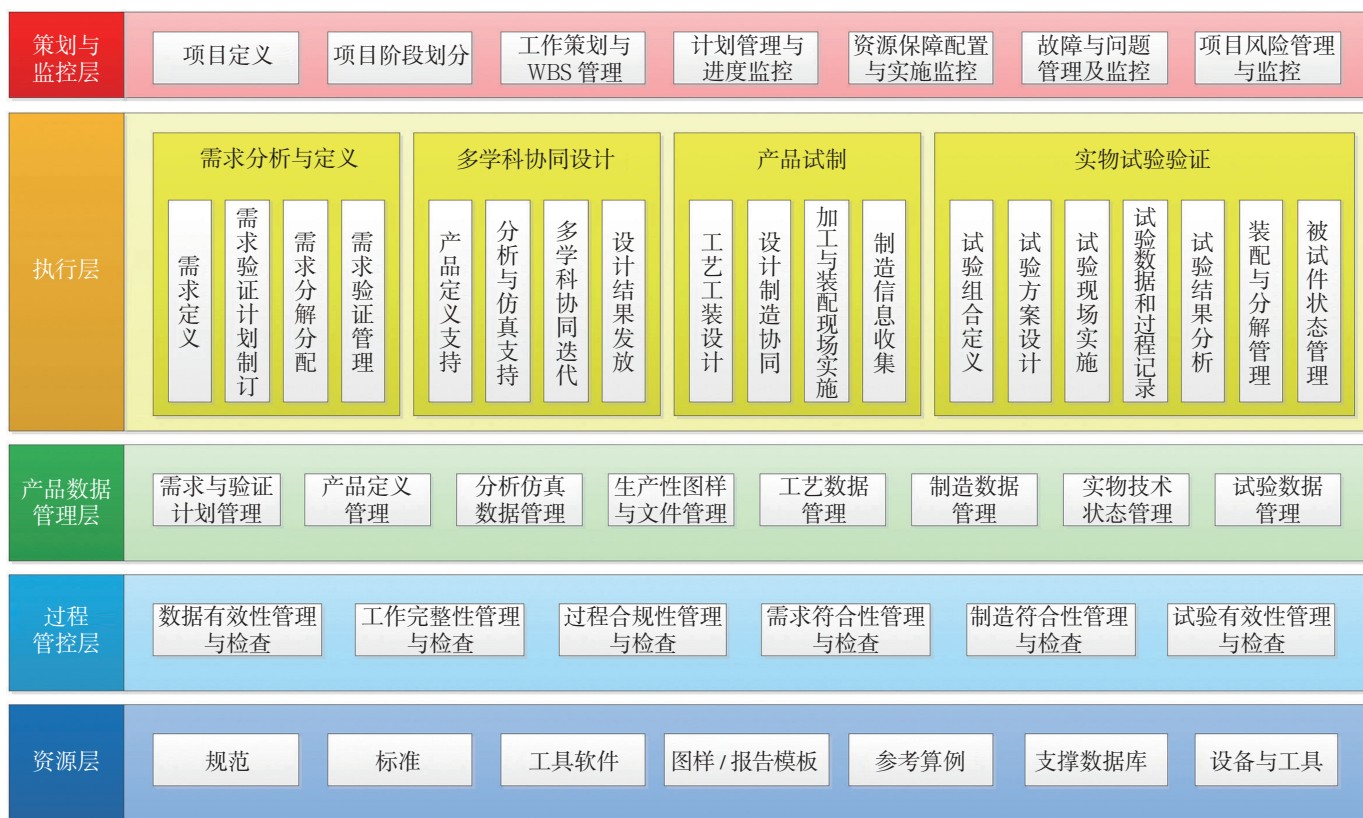 策划与
监控层
项目定义
项目阶段划分
工作策划与
WBS 管理
计划管理与
进度监控
资源保障配置
与实施监控
故障与问题
管理及监控
项目风险管理
与监控
执行层
需求分析与定义
需求定义
需求验证计划制订
需求分解分配
需求验证管理
多学科协同设计
产品定义支持
分析与仿真支持
多学科协同迭代
设计结果发放
产品试制
工艺工装设计
设计制造协同
加工与装配现场实施
制造信息收集
实物试验验证
试验组合定义
试验方案设计
试验现场实施
试验数据和过程记录
试验结果分析
装配与分解管理
被试件状态管理
产品数据
管理层
需求与验证
计划管理
产品定义
管理
分析仿真
数据管理
生产性图样
与文件管理
工艺数据
管理
制造数据
管理
实物技术
状态管理
试验数据
管理
过程
管控层
数据有效性管理
与检查
工作完整性管理
与检查
过程合规性管理
与检查
需求符合性管理
与检查
制造符合性管理
与检查
试验有效性管理
与检查
资源层
规范
标准
工具软件
图样 / 报告模板
参考算例
支撑数据库
设备与工具